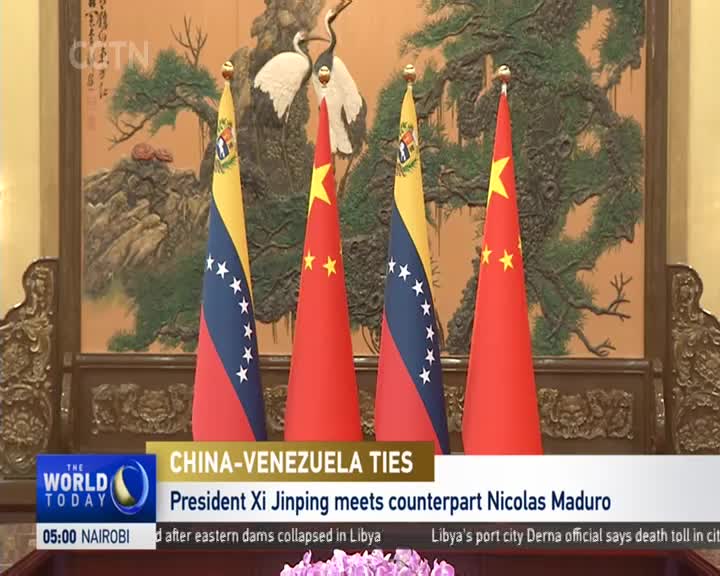 CGTN
CHINA-VENEZUELA TIES
THE
WORLD
TODAY
President Xi Jinping meets counterpart Nicolas Maduro
05:00 NAIROBI
d after eastern dams collapsed in Libya
Libya's port city Derna official says death toll in cit